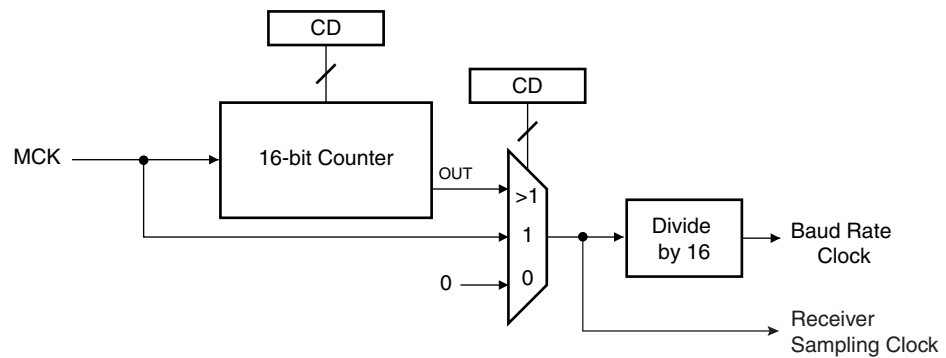 CD
CD
MCK
16-bit Counter
OUT
>1
1
0
0
Divide
by 16
Baud Rate
Clock
Receiver
Sampling Clock